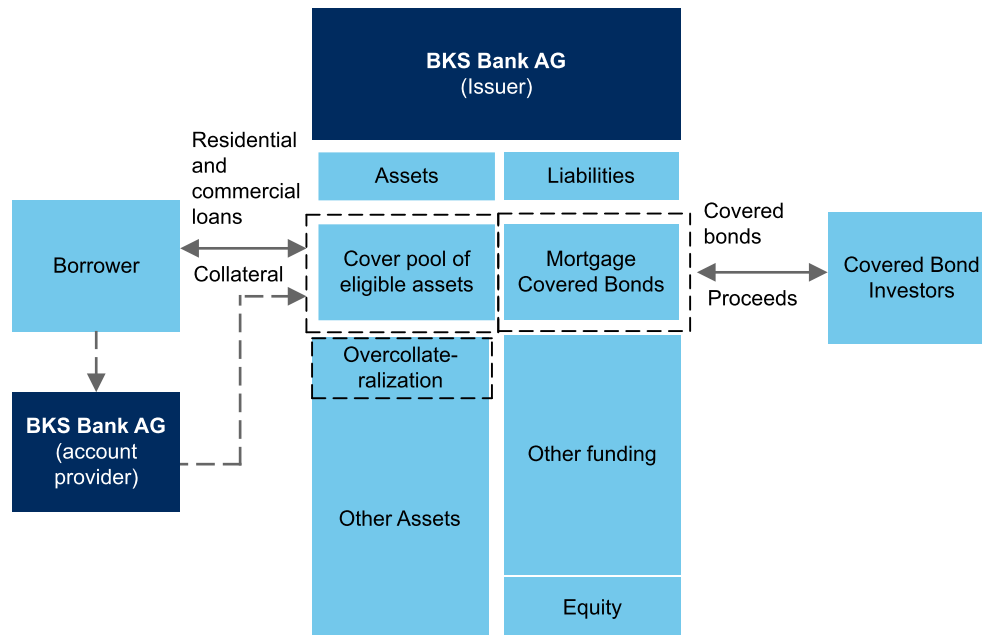 BKS Bank AG
(Issuer)
Residential
and
commercial
loans
Assets
Liabilities
Borrower
Collateral
Cover pool of
eligible assets
Mortgage
Covered Bonds
Covered
bonds
Proceeds
Covered Bond
Investors
Overcollate-
ralization
BKS Bank AG
(account
provider)
Other Assets
Other funding
Equity